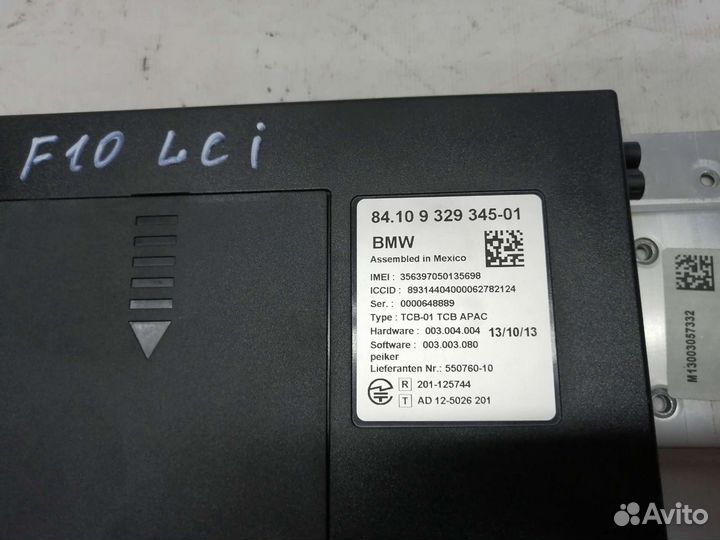 F10 LCi
84.10 9 329 345-01
BMW
Assembled in Mexico
IMEI : 356397050135698
ICCID : 89314404000062782124
Ser. : 0000648889
Type : TCB-01 TCB APAC
Hardware : 003.004.004 13/10/13
Software : 003.003.080
peiker
Lieferanten Nr.: 550760-10
R 201-125744
T AD 12-5026 201
M13003057332
Avito